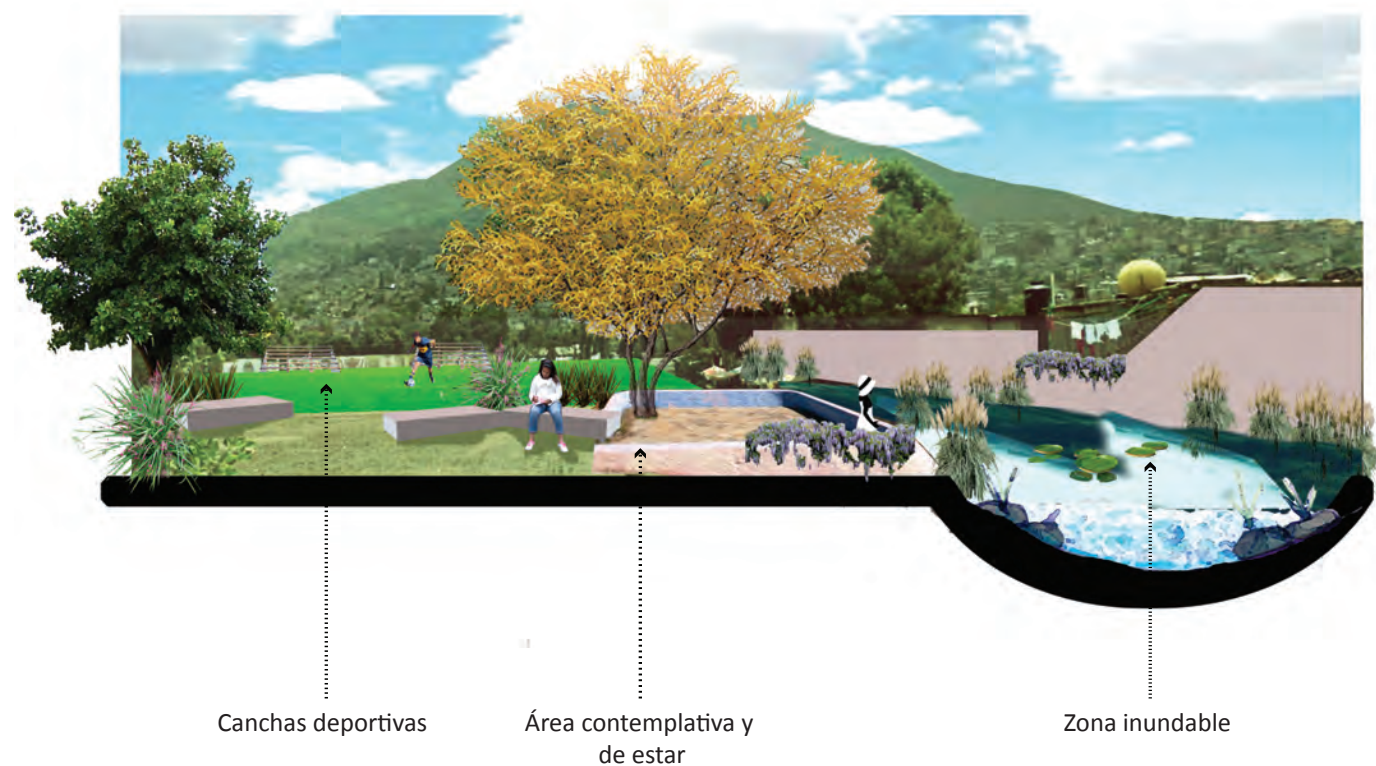 Canchas deportivas
Área contemplativa y
de estar
Zona inundable